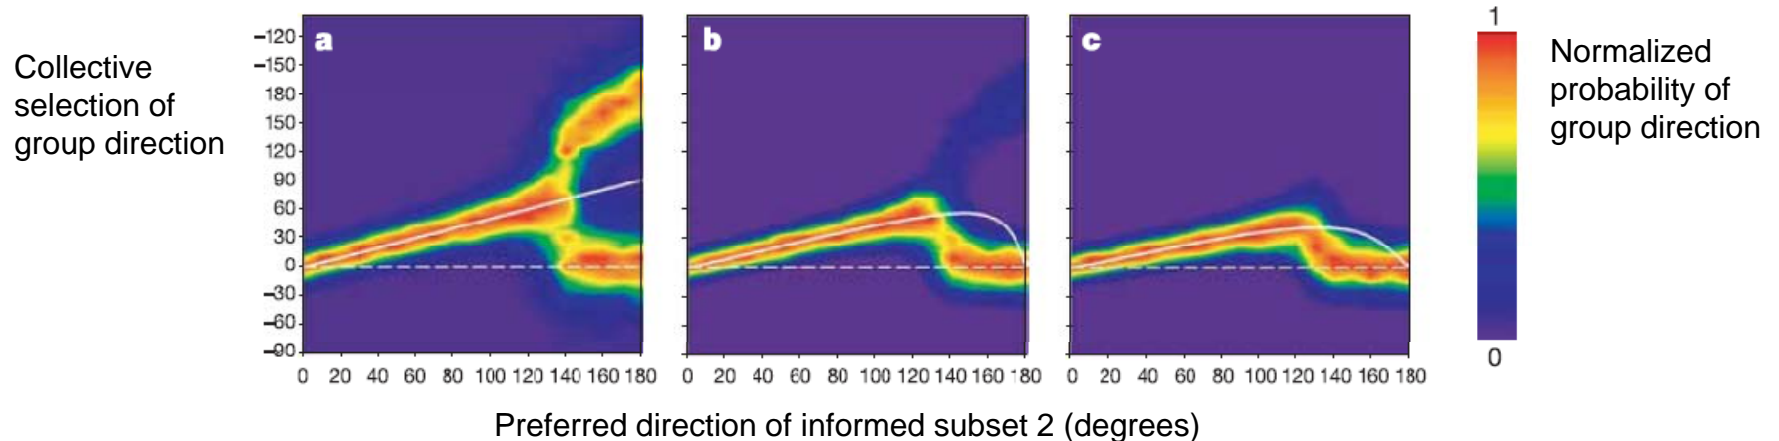 Collective
selection of
group direction
−120
−150
180
150
120
90
60
30
0
−30
−60
−90
a
b
c
0 20 40 60 80 100 120 140 160 180
0 20 40 60 80 100 120 140 160 180
0 20 40 60 80 100 120 140 160 180
Preferred direction of informed subset 2 (degrees)
1
0
Normalized
probability of
group direction